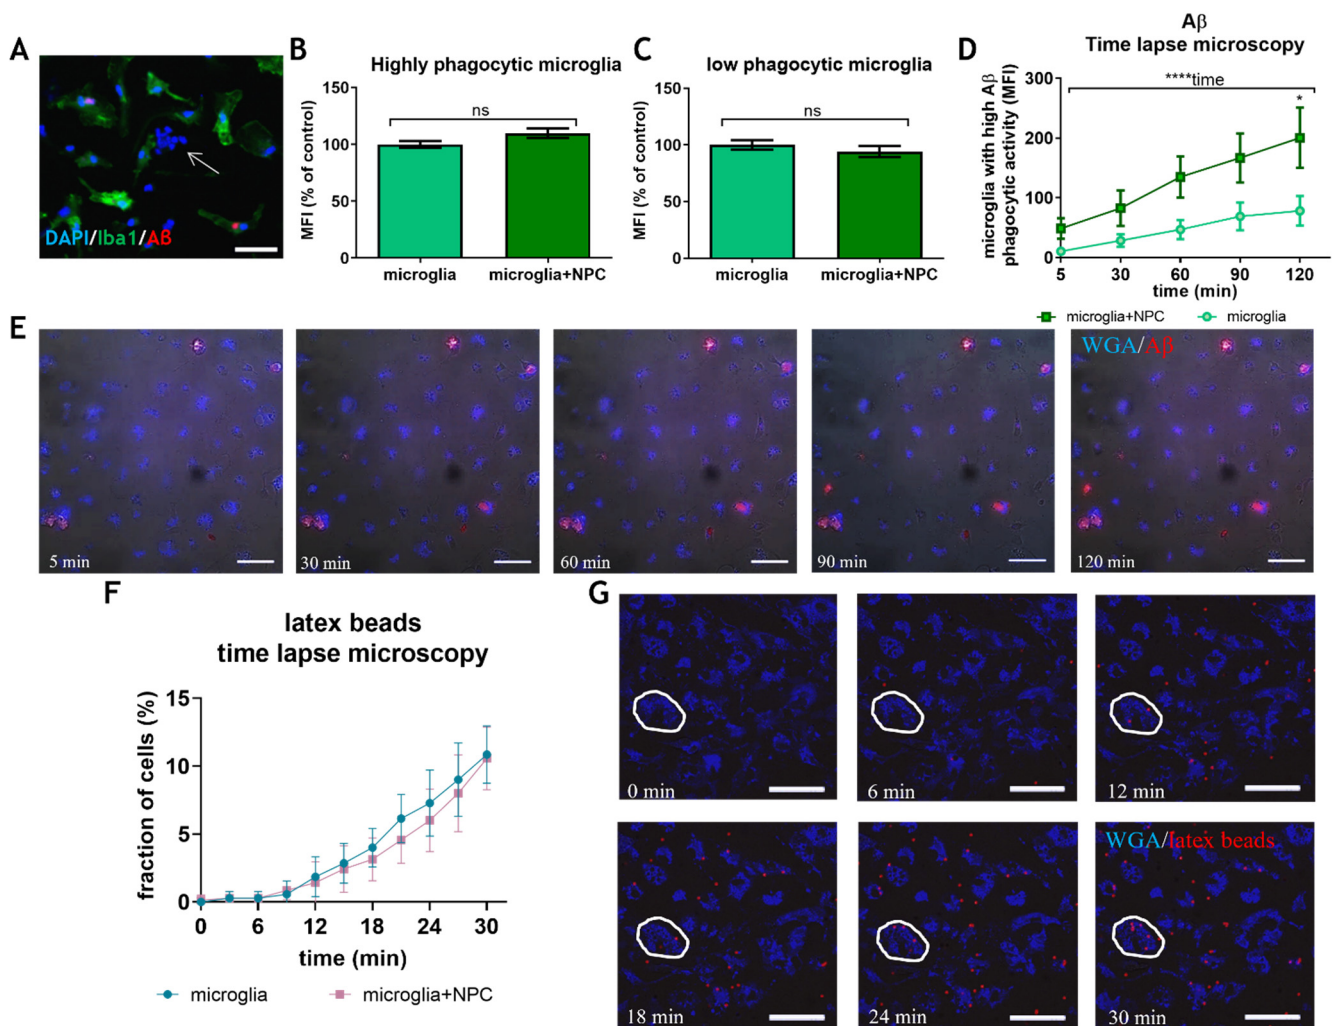 A
DAPI/Iba1/Aβ
B
Highly phagocytic microglia
MFI (% of control)
150
100
50
0
ns
microglia
microglia+NPC
C
low phagocytic microglia
MFI (% of control)
150
100
50
0
ns
microglia
microglia+NPC
D
Aβ
Time lapse microscopy
microglia with high Aβ
phagocytic activity (MFI)
300
200
100
0
****time
*
5
30
60
90
120
time (min)
microglia+NPC
microglia
E
5 min
30 min
60 min
90 min
WGA/Aβ
120 min
F
latex beads
time lapse microscopy
fraction of cells (%)
15
10
5
0
0
6
12
18
24
30
time (min)
microglia
microglia+NPC
G
0 min
6 min
12 min
18 min
24 min
WGA/latex beads
30 min